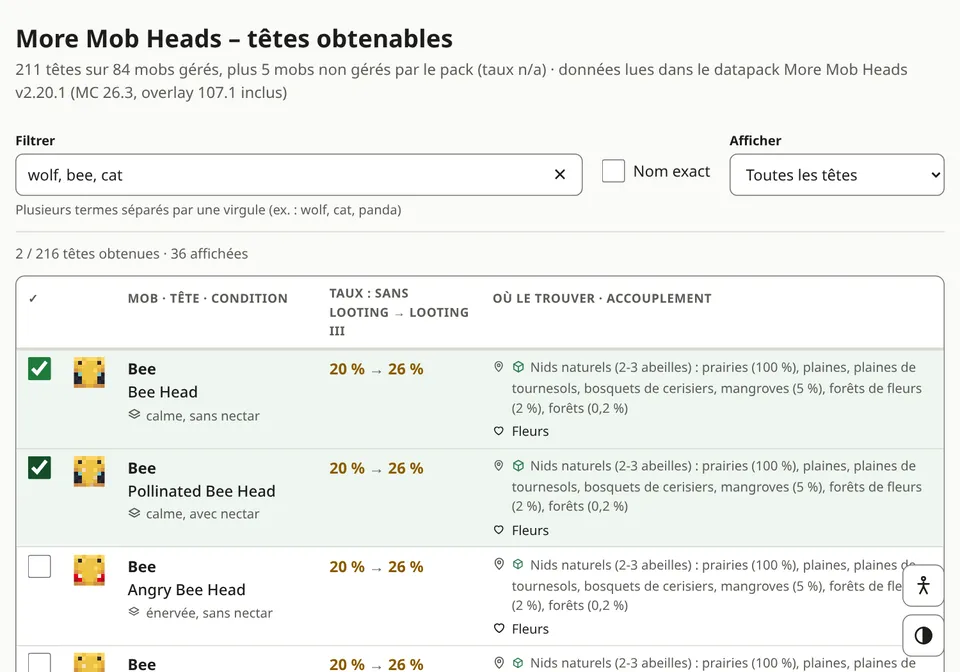 More Mob Heads – têtes obtenables
211 têtes sur 84 mobs gérés, plus 5 mobs non gérés par le pack (taux n/a) · données lues dans le datapack More Mob Heads
v2.20.1 (MC 26.3, overlay 107.1 inclus)
Filtrer
Afficher
wolf, bee, cat
Nom exact
Toutes les têtes
Plusieurs termes séparés par une virgule (ex. : wolf, cat, panda)
2 / 216 têtes obtenues · 36 affichées
✓
MOB · TÊTE · CONDITION
TAUX : SANS
LOOTING → LOOTING
III
OÙ LE TROUVER · ACCOUPLEMENT
Bee
Bee Head
calme, sans nectar
20 % → 26 %
Nids naturels (2-3 abeilles) : prairies (100 %), plaines, plaines de
tournesols, bosquets de cerisiers, mangroves (5 %), forêts de fleurs
(2 %), forêts (0,2 %)
Fleurs
Bee
Pollinated Bee Head
calme, avec nectar
20 % → 26 %
Nids naturels (2-3 abeilles) : prairies (100 %), plaines, plaines de
tournesols, bosquets de cerisiers, mangroves (5 %), forêts de fleurs
(2 %), forêts (0,2 %)
Fleurs
Bee
Angry Bee Head
énervée, sans nectar
20 % → 26 %
Nids naturels (2-3 abeilles) : prairies (100 %), plaines, plaines de
tournesols, bosquets de cerisiers, mangroves (5 %), forêts de
(2 %), forêts (0,2 %)
Fleurs
Bee
20 % → 26 %
Nids naturels (2-3 abeilles) : prairies (100 %), plaines, plaines de